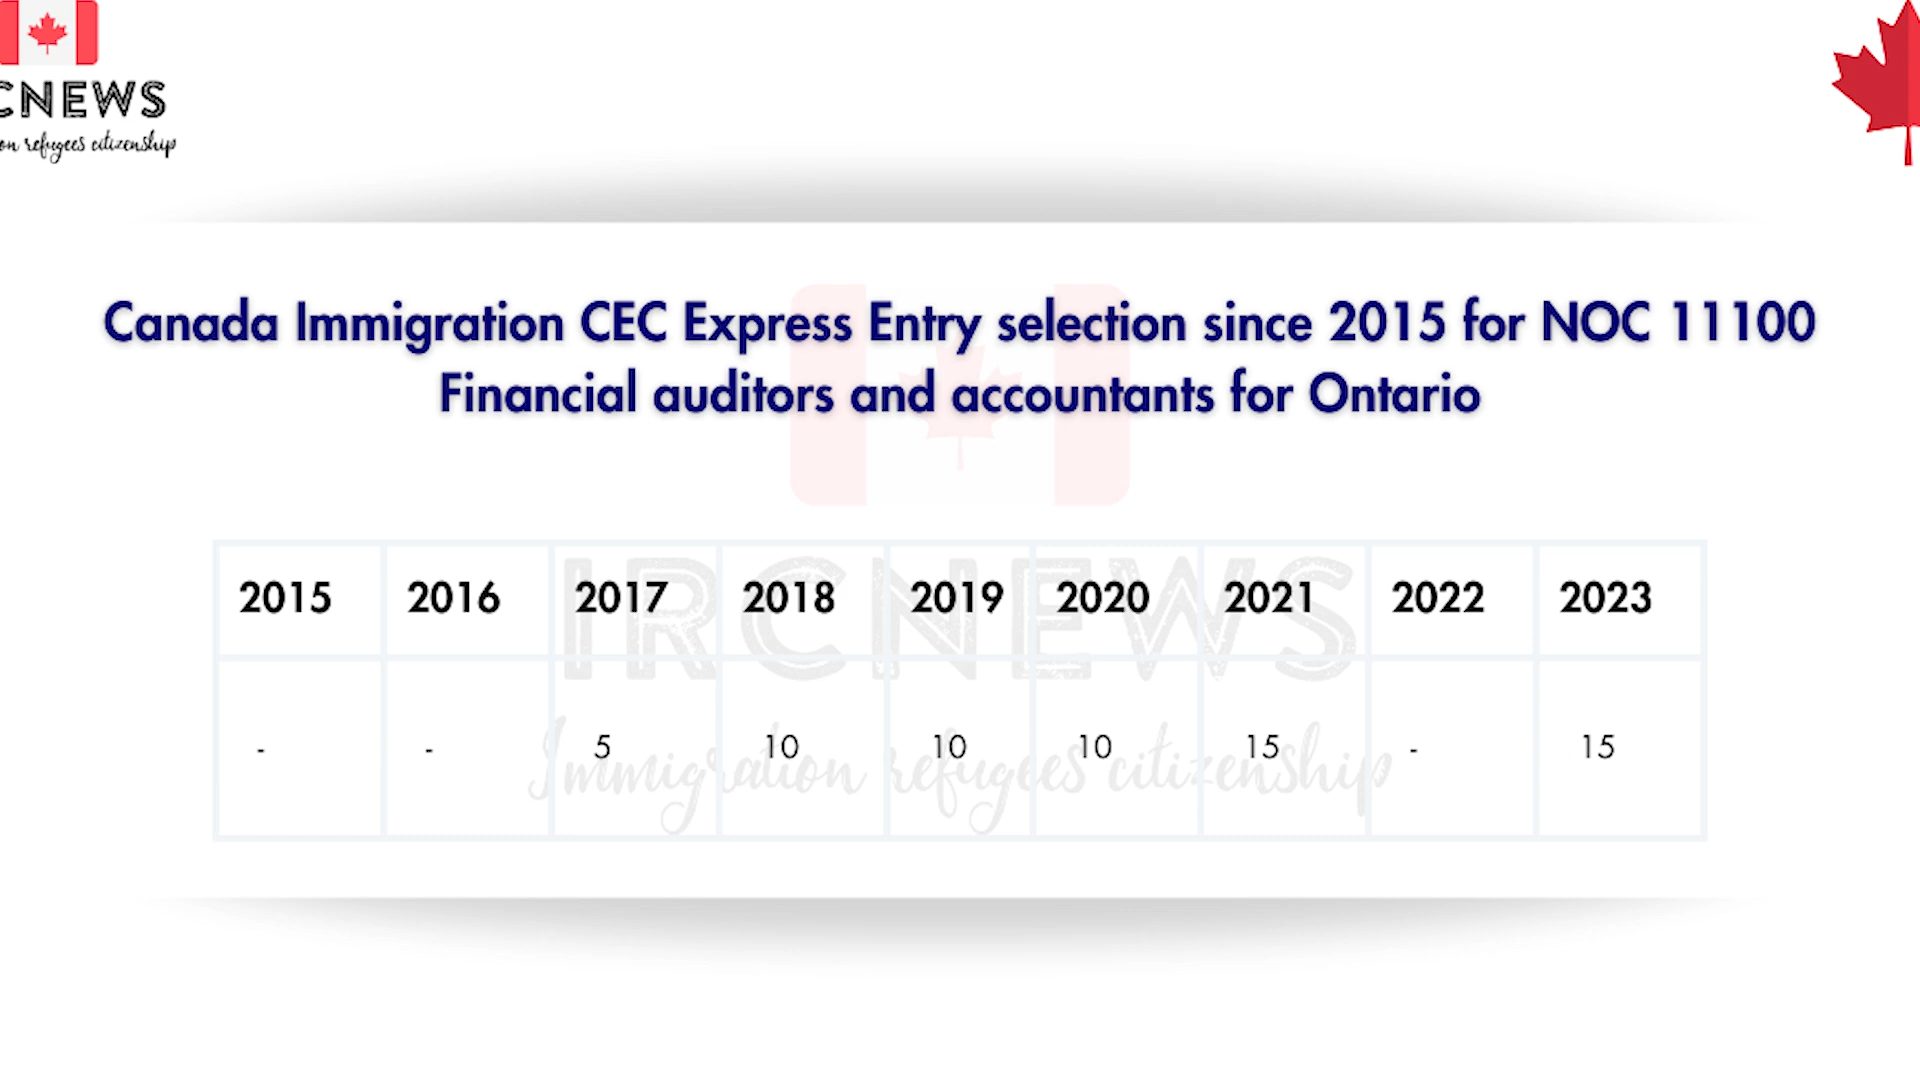 CNEWS
on refugees citizenship
Canada Immigration CEC Express Entry selection since 2015 for NOC 11100
Financial auditors and accountants for Ontario
IRCNEWS
Immigration refugees citizenship
2015 2016 2017 2018 2019 2020 2021 2022 2023
- - 5 10 10 10 15 - 15